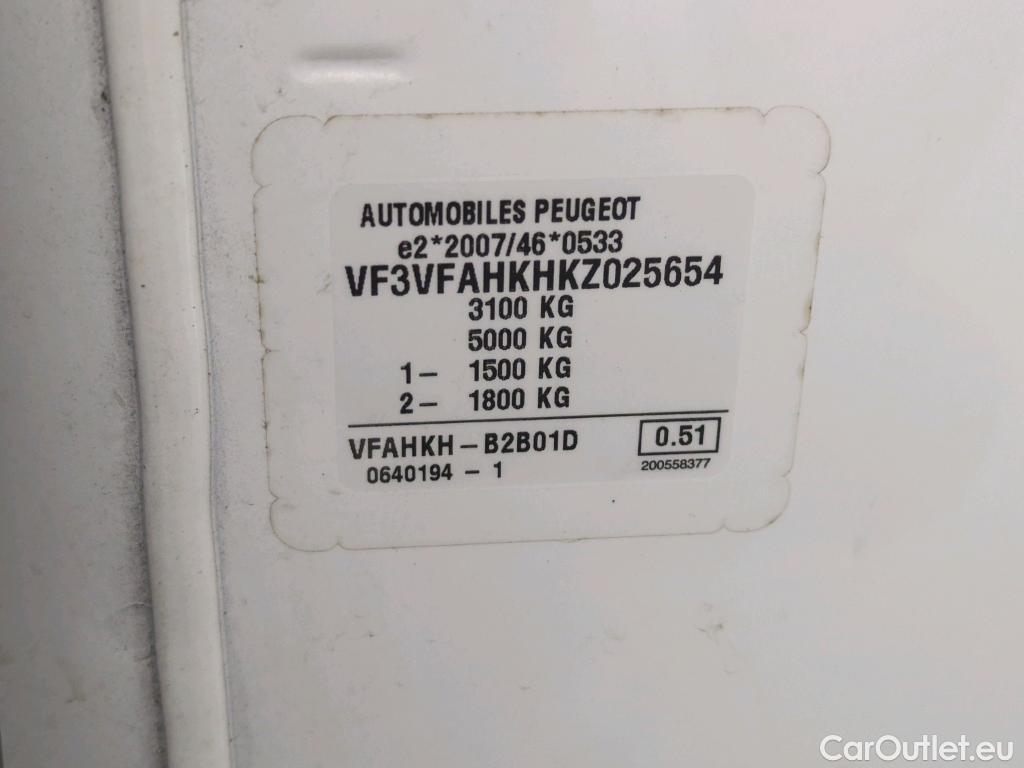 AUTOMOBILES PEUGEOT
e2*2007/46*0533
VF3VFAHKHKZ025654
3100 KG
5000 KG
1- 1500 KG
2- 1800 KG
VFAHKH-B2B01D 0.51
0640194 - 1 200558377
CarOutlet.eu